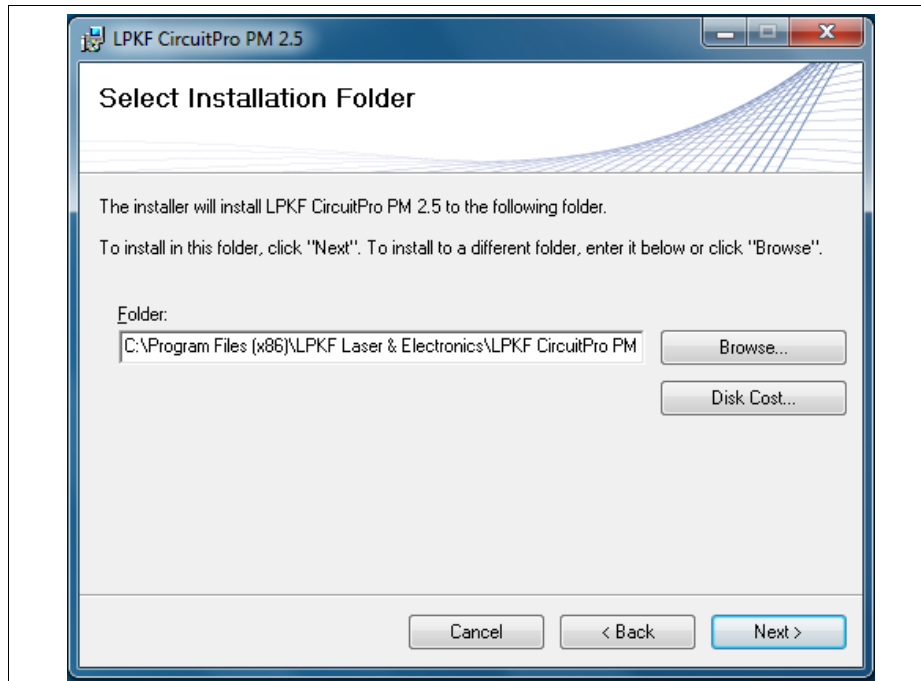 LPKF CircuitPro PM 2.5
Select Installation Folder
The installer will install LPKF CircuitPro PM 2.5 to the following folder.
To install in this folder, click "Next". To install to a different folder, enter it below or click "Browse".
Folder:
C:\Program Files (x86)\LPKF Laser & Electronics\LPKF CircuitPro PM
Browse...
Disk Cost...
Cancel
< Back
Next >